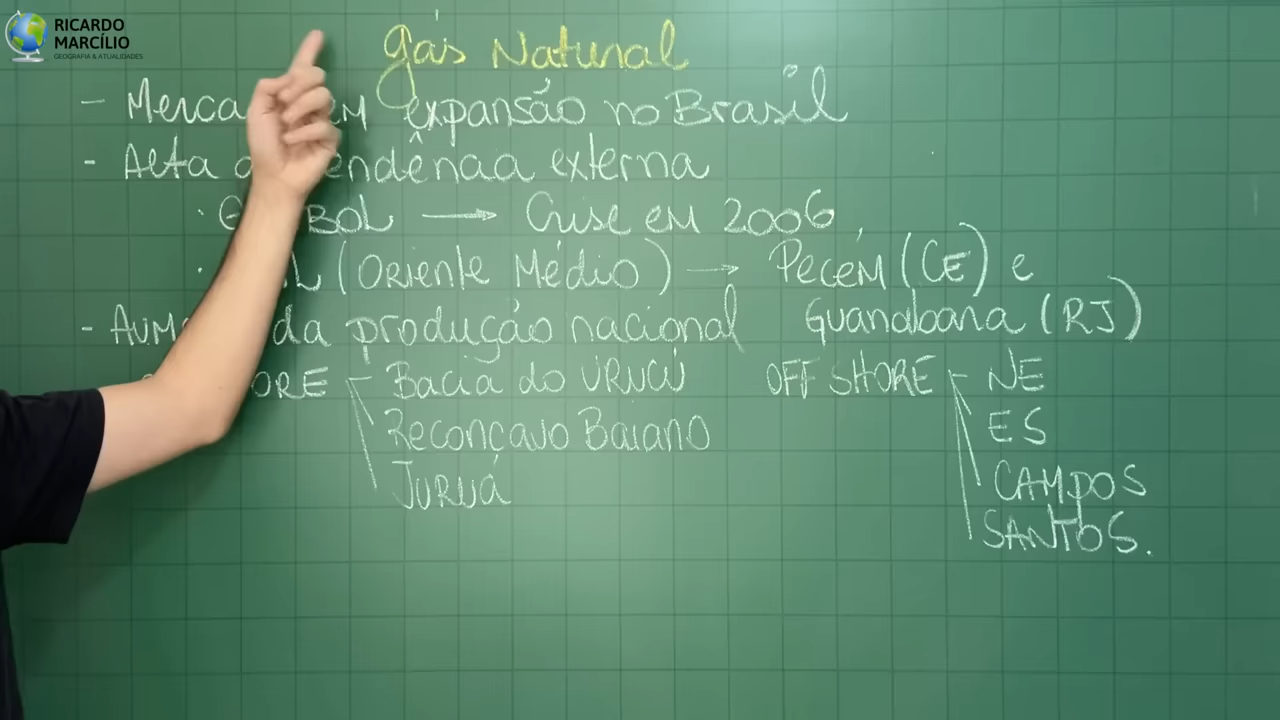 RICARDO
MARCÍLIO
GEOGRAFIA & ATUALIDADES
Gás Natural
- Merca em expansão no Brasil
- Alta externa
BOL → Crise em 2006,
(Oriente Médio) → Pecém (CE) e
Guanabara (RJ)
- Aum da produção nacional
ORE - Bacia do URUCU
Recôncavo Baiano
JURUÁ
OFF SHORE - NE
ES
CAMPOS
SANTOS.